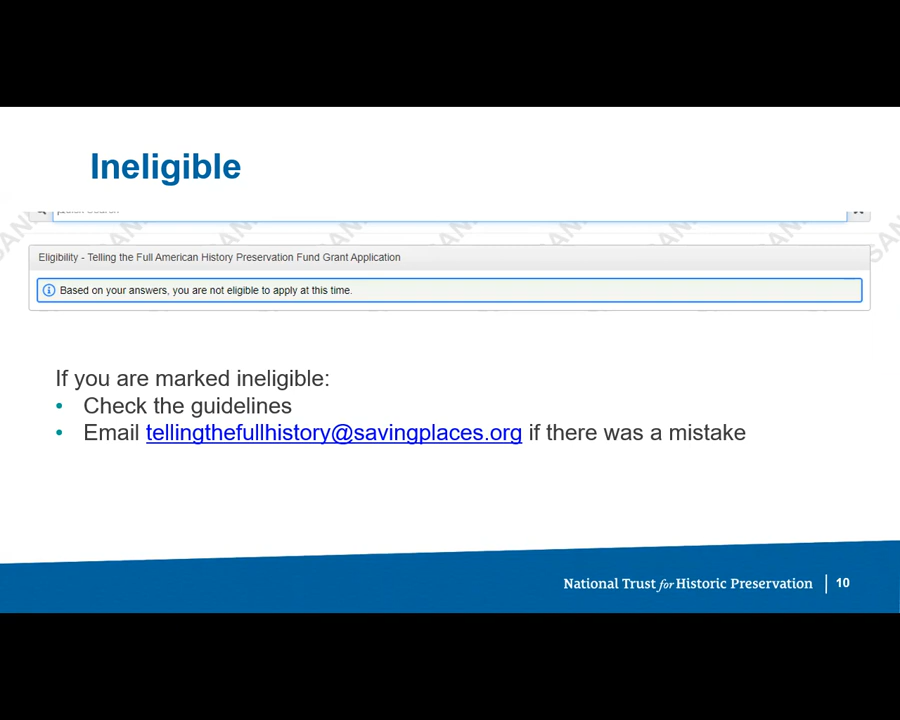 Ineligible
Eligibility - Telling the Full American History Preservation Fund Grant Application
Based on your answers, you are not eligible to apply at this time.
If you are marked ineligible:
• Check the guidelines
• Email tellingthefullhistory@savingplaces.org if there was a mistake
National Trust for Historic Preservation | 10